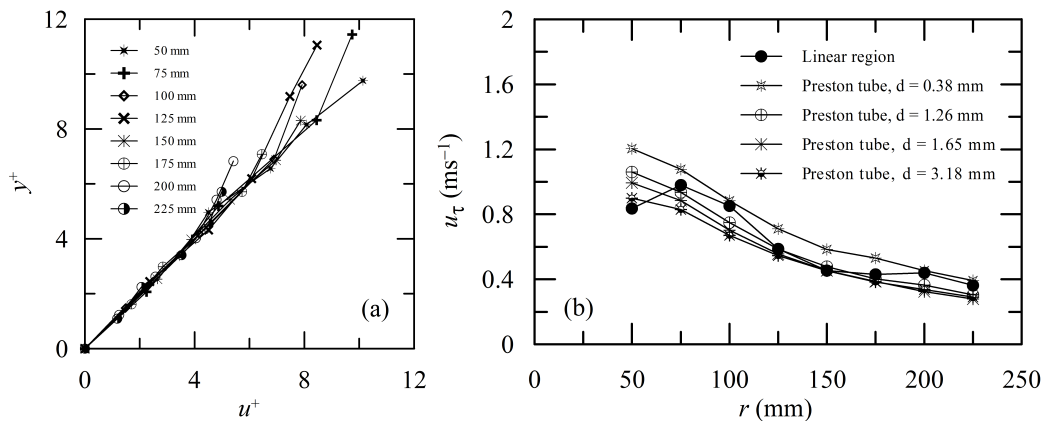 12
8
4
0
y⁺
50 mm
75 mm
100 mm
125 mm
150 mm
175 mm
200 mm
225 mm
(a)
0 4 8 12
u⁺
2
1.6
1.2
0.8
0.4
0
u_τ (ms⁻¹)
Linear region
Preston tube, d = 0.38 mm
Preston tube, d = 1.26 mm
Preston tube, d = 1.65 mm
Preston tube, d = 3.18 mm
(b)
0 50 100 150 200 250
r (mm)